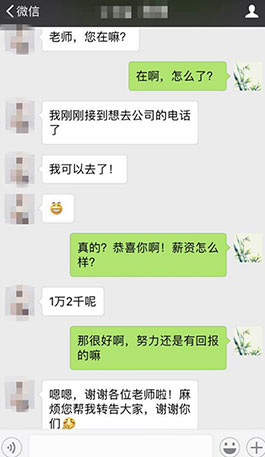 微信
老师，您在嘛？
在啊，怎么了？
我刚刚接到想去公司的电话
了
我可以去了！
真的？恭喜你啊！薪资怎么
样？
1万2千呢
那很好啊，努力还是有回报
的嘛
嗯嗯，谢谢各位老师啦！麻
烦您帮我转告大家，谢谢你
们